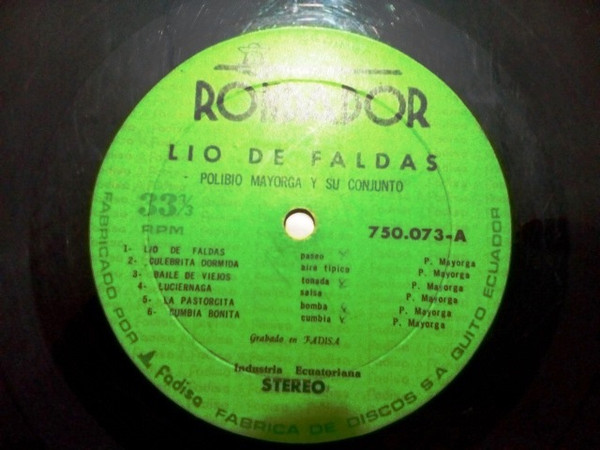 RONDADOR
LIO DE FALDAS
- POLIBIO MAYORGA Y SU CONJUNTO
33⅓
RPM
750.073-A
1- LIO DE FALDAS paseo P. Mayorga
2- CULEBRITA DORMIDA aire típico P. Mayorga
3- BAILE DE VIEJOS tonada P. Mayorga
4- LUCIERNAGA salsa P. Mayorga
5- LA PASTORCITA bomba P. Mayorga
6- CUMBIA BONITA cumbia P. Mayorga
Grabado en FADISA
Industria Ecuatoriana
STEREO
FABRICADO POR fadisa FABRICA DE DISCOS S A QUITO ECUADOR